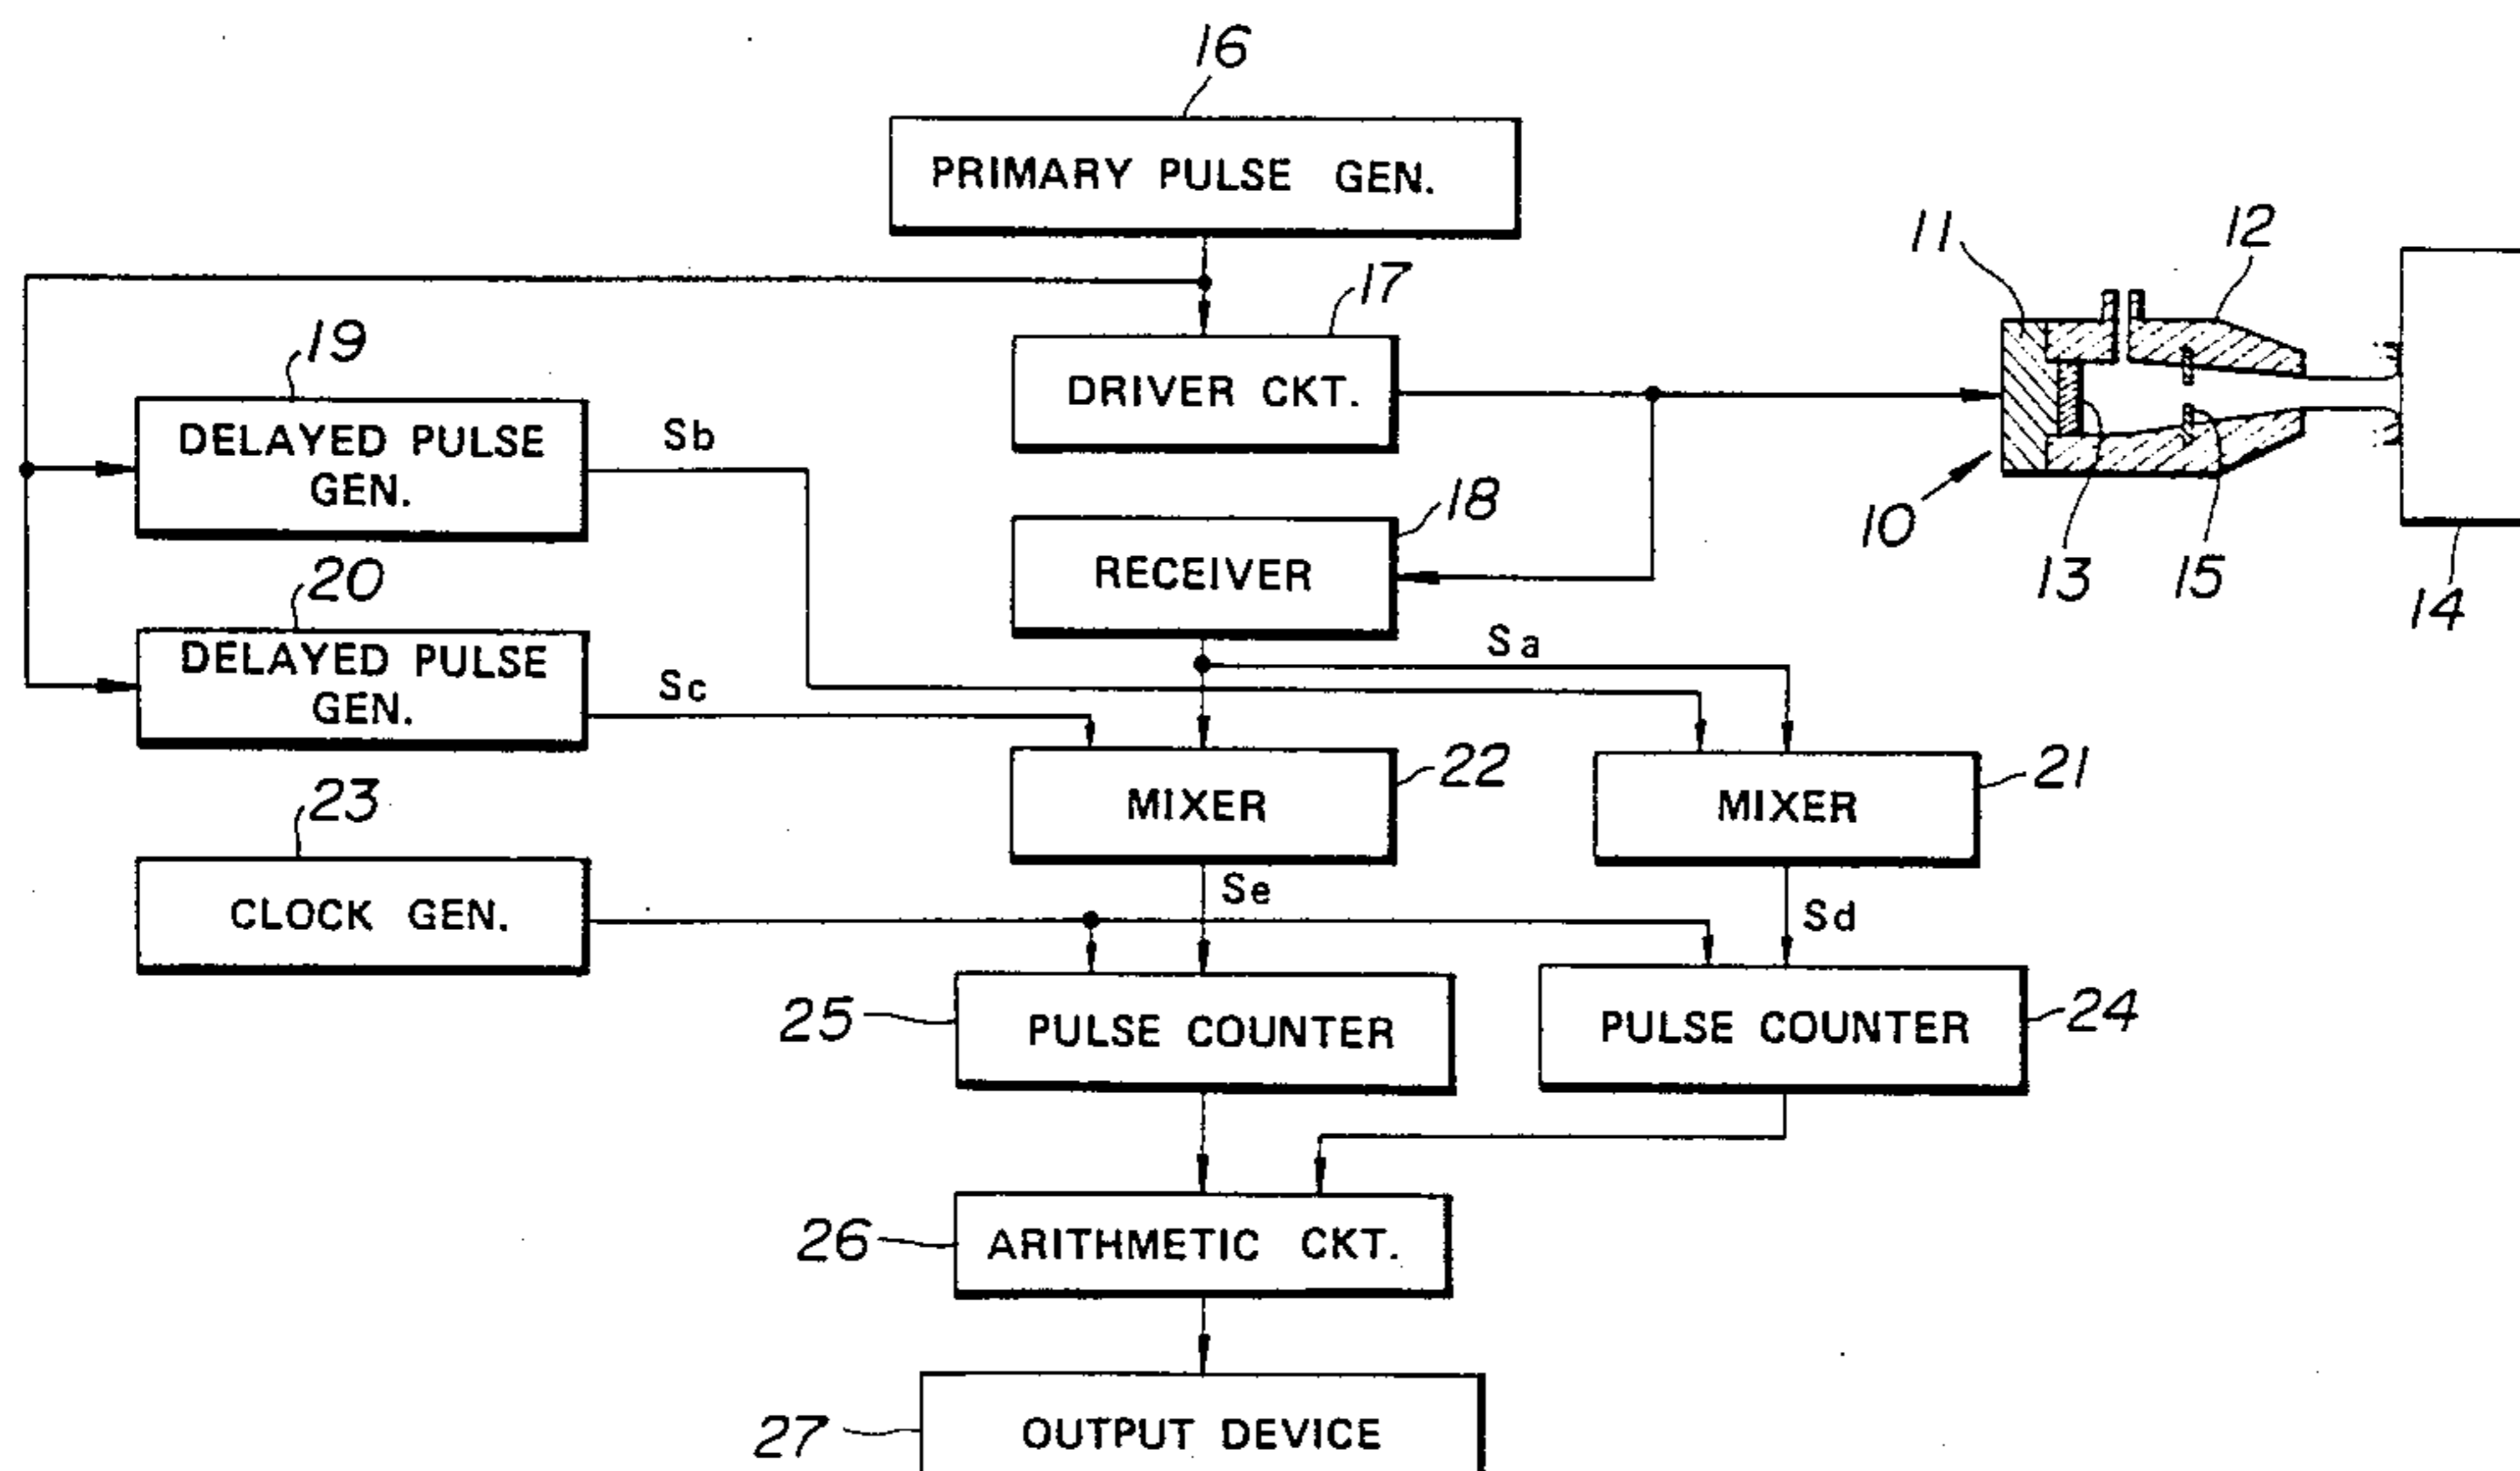 16
PRIMARY PULSE GEN.
11
12
17
19
DRIVER CKT.
DELAYED PULSE
GEN.
Sb
18
10
13
15
14
RECEIVER
20
Sa
DELAYED PULSE
GEN.
Sc
22
21
MIXER
MIXER
23
CLOCK GEN.
Se
Sd
25
PULSE COUNTER
PULSE COUNTER
24
26
ARITHMETIC CKT.
27
OUTPUT DEVICE